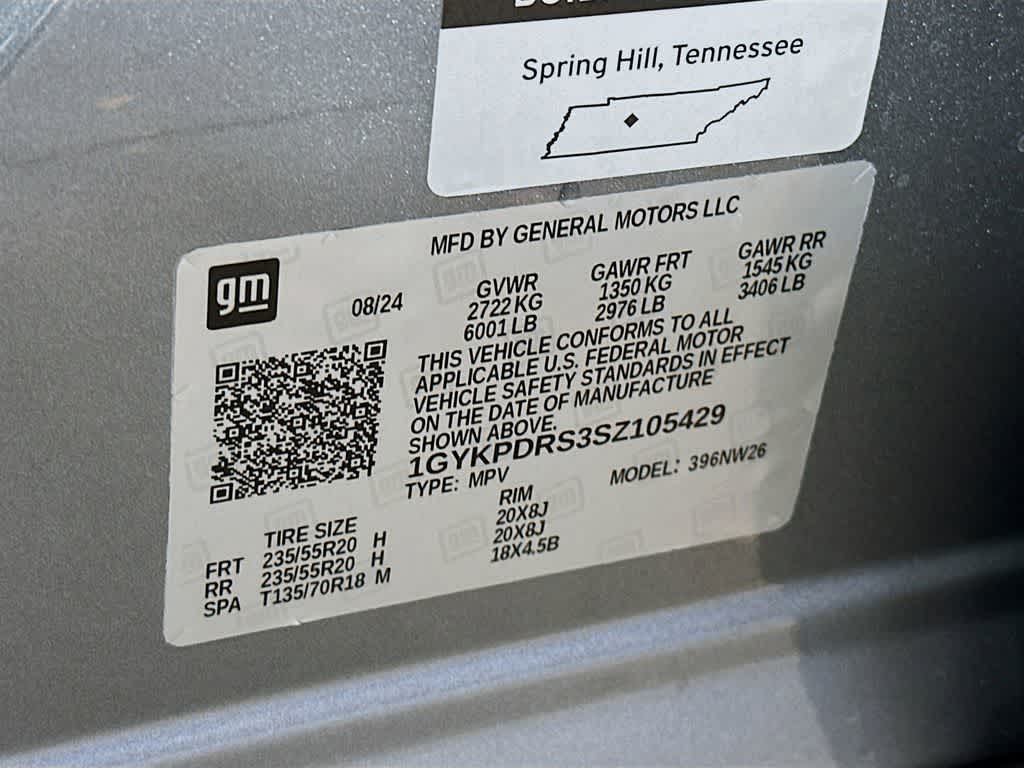 Spring Hill, Tennessee
MFD BY GENERAL MOTORS LLC
gm
08/24
GVWR
2722 KG
6001 LB
GAWR FRT
1350 KG
2976 LB
GAWR RR
1545 KG
3406 LB
THIS VEHICLE CONFORMS TO ALL
APPLICABLE U.S. FEDERAL MOTOR
VEHICLE SAFETY STANDARDS IN EFFECT
ON THE DATE OF MANUFACTURE
SHOWN ABOVE.
1GYKPDRS3SZ105429
TYPE: MPV MODEL: 396NW26
TIRE SIZE RIM
FRT 235/55R20 H 20X8J
RR 235/55R20 H 20X8J
SPA T135/70R18 M 18X4.5B